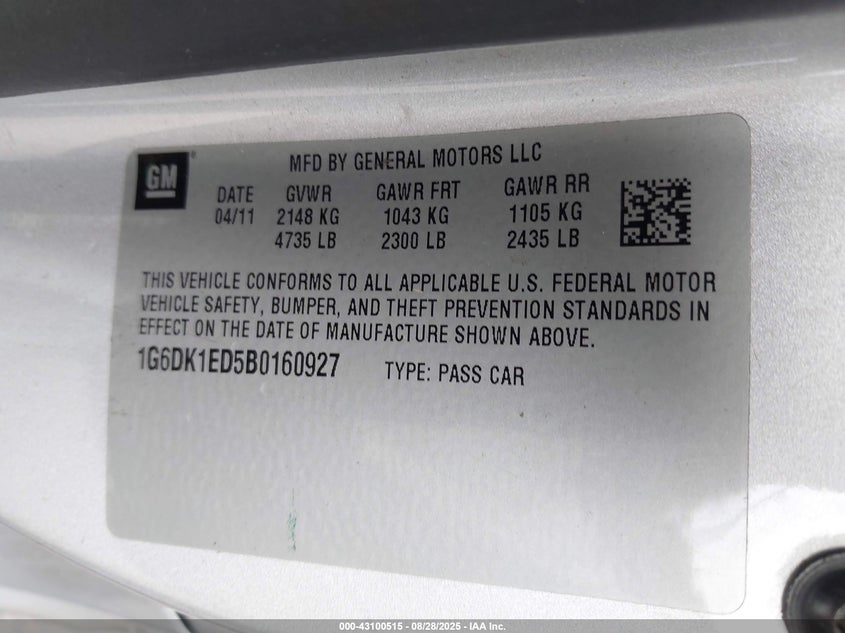 GM
MFD BY GENERAL MOTORS LLC
DATE GVWR GAWR FRT GAWR RR
04/11 2148 KG 1043 KG 1105 KG
4735 LB 2300 LB 2435 LB
THIS VEHICLE CONFORMS TO ALL APPLICABLE U.S. FEDERAL MOTOR
VEHICLE SAFETY, BUMPER, AND THEFT PREVENTION STANDARDS IN
EFFECT ON THE DATE OF MANUFACTURE SHOWN ABOVE.
1G6DK1ED5B0160927 TYPE: PASS CAR
000-43100515 - 08/28/2025 - IAA Inc.